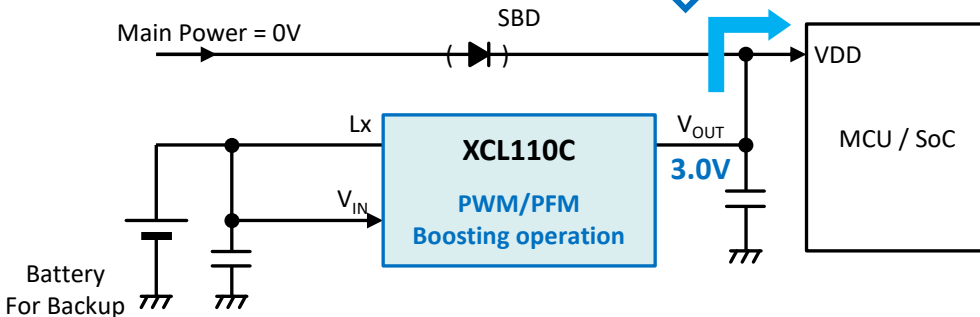 SBD
Main Power = 0V
VDD
Lx
VOUT
XCL110C
MCU / SoC
3.0V
VIN
PWM/PFM
Boosting operation
Battery
For Backup